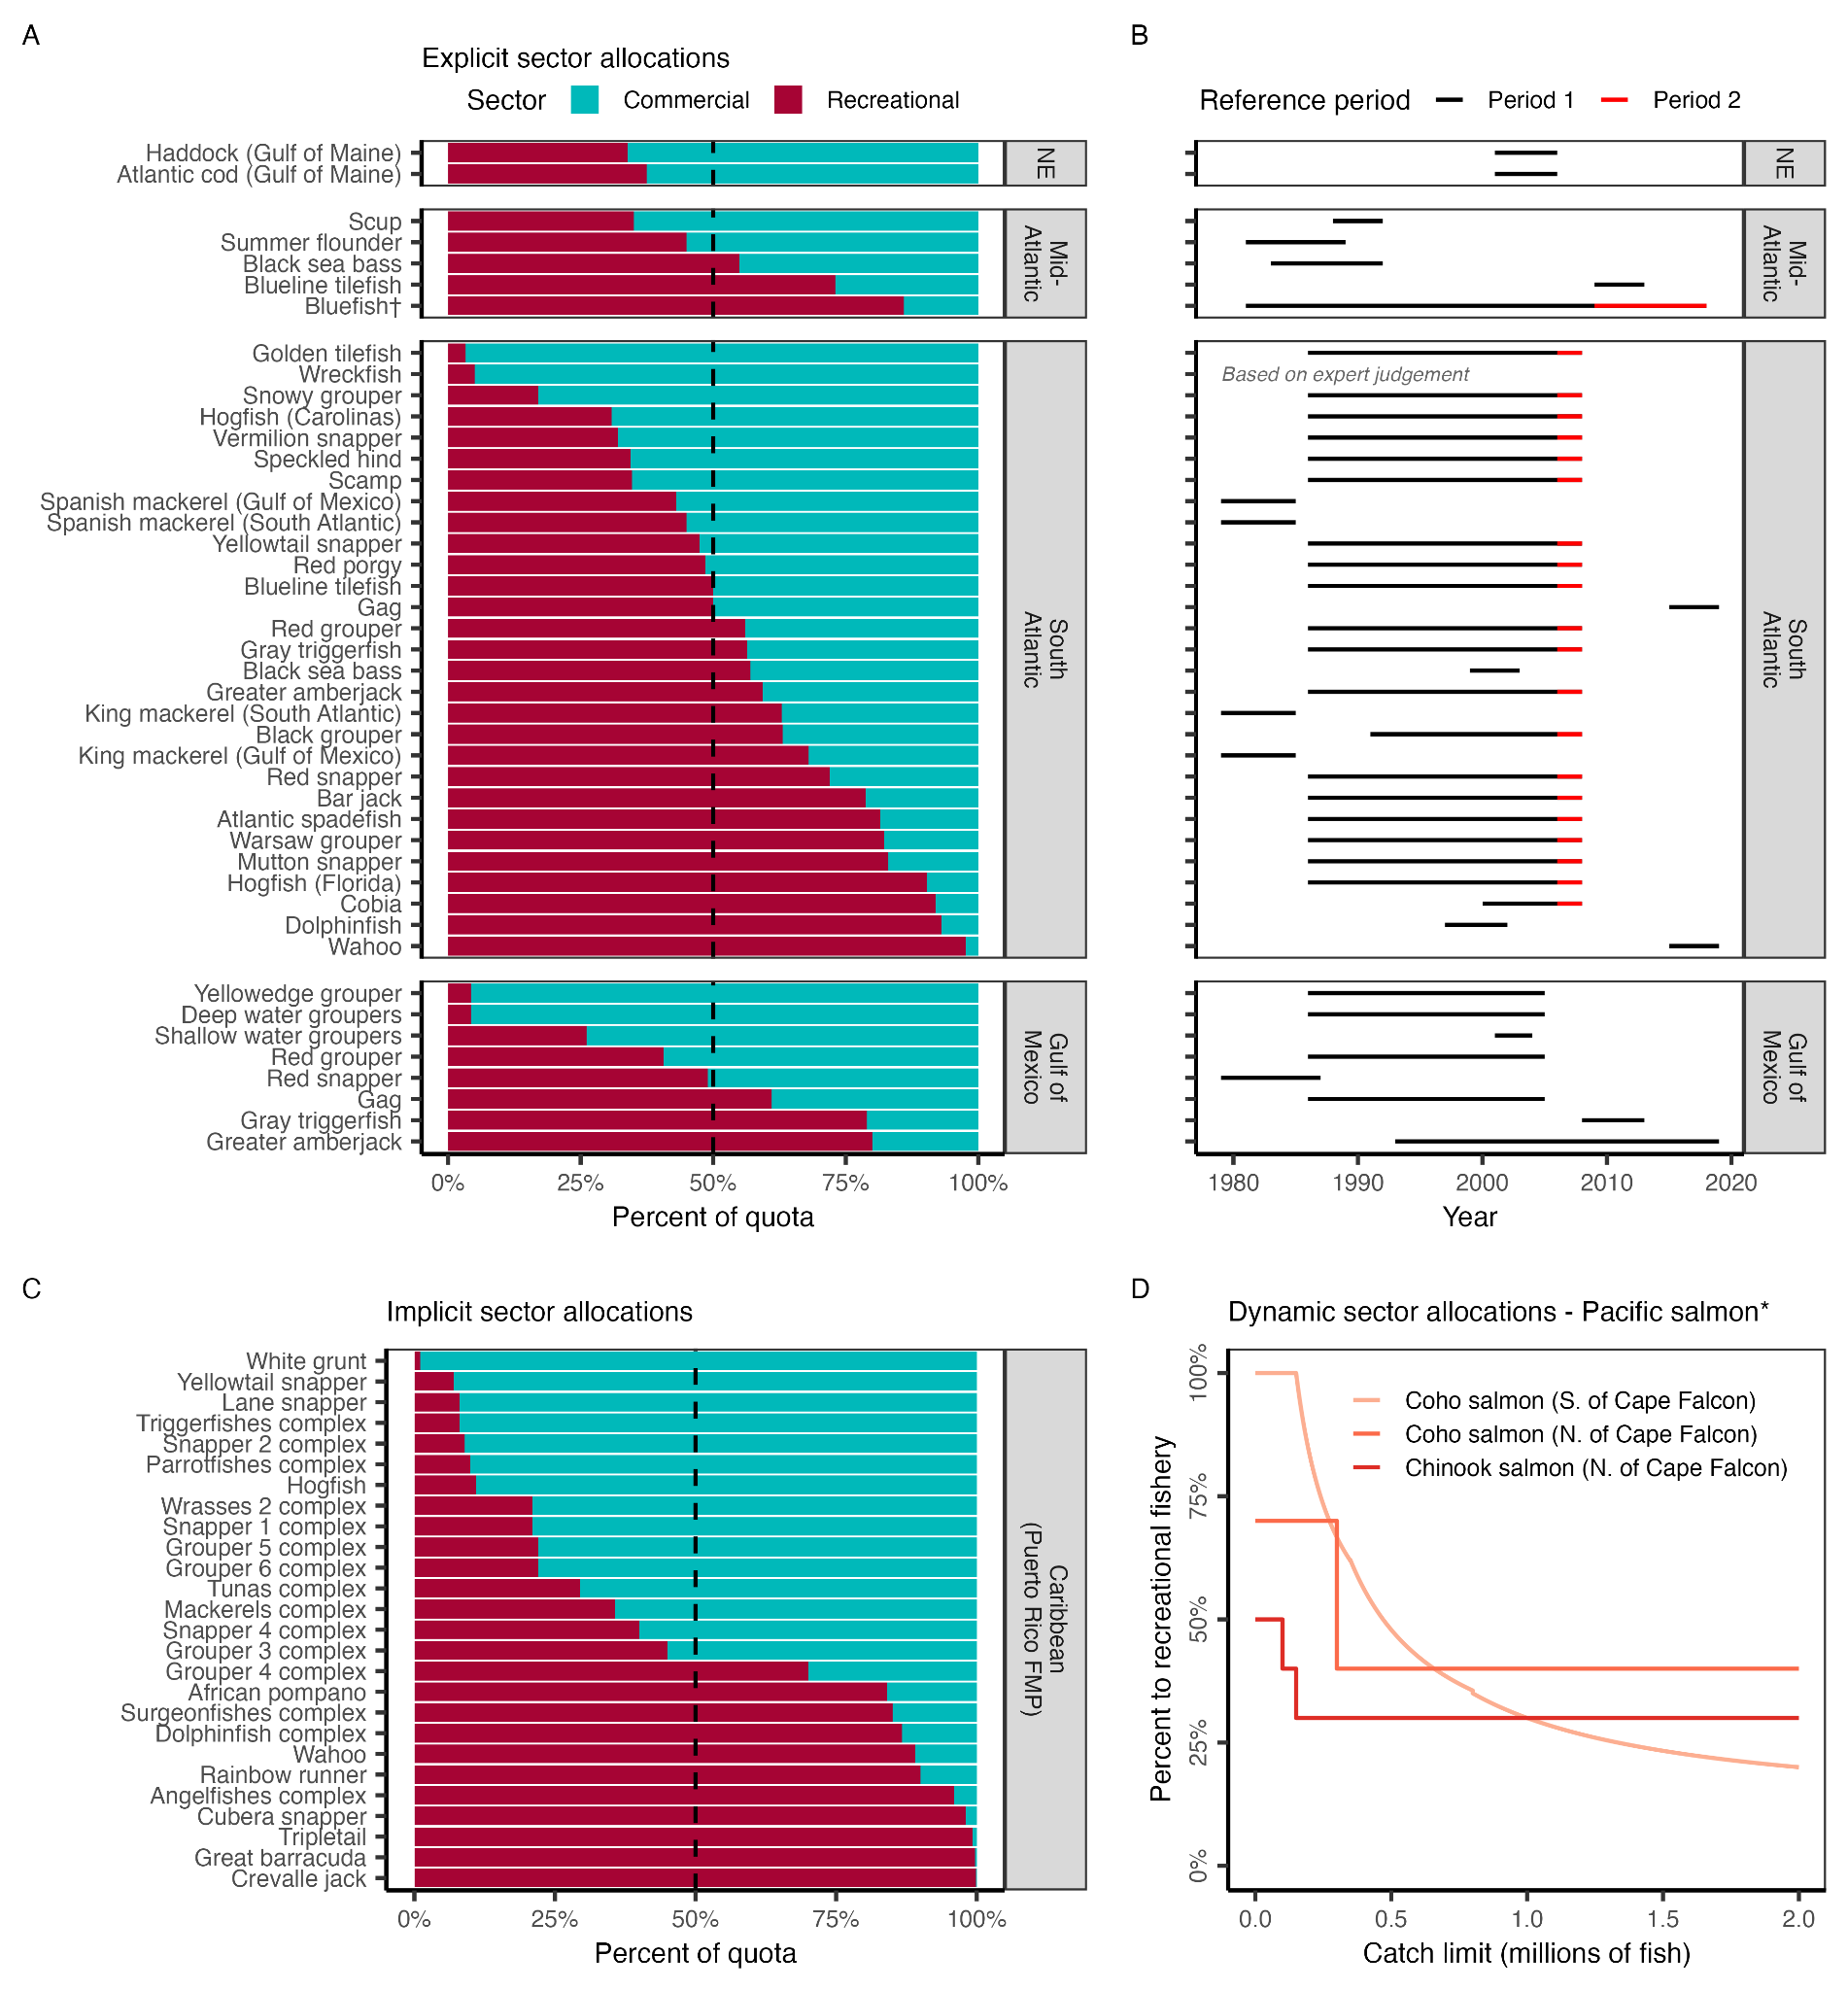 A
Explicit sector allocations
Sector Commercial Recreational
Haddock (Gulf of Maine)
Atlantic cod (Gulf of Maine)
NE
Scup
Summer flounder
Black sea bass
Blueline tilefish
Bluefish†
Mid-
Atlantic
Golden tilefish
Wreckfish
Snowy grouper
Hogfish (Carolinas)
Vermilion snapper
Speckled hind
Scamp
Spanish mackerel (Gulf of Mexico)
Spanish mackerel (South Atlantic)
Yellowtail snapper
Red porgy
Blueline tilefish
Gag
Red grouper
Gray triggerfish
Black sea bass
Greater amberjack
King mackerel (South Atlantic)
Black grouper
King mackerel (Gulf of Mexico)
Red snapper
Bar jack
Atlantic spadefish
Warsaw grouper
Mutton snapper
Hogfish (Florida)
Cobia
Dolphinfish
Wahoo
South
Atlantic
Yellowedge grouper
Deep water groupers
Shallow water groupers
Red grouper
Red snapper
Gag
Gray triggerfish
Greater amberjack
Gulf of
Mexico
0% 25% 50% 75% 100%
Percent of quota
B
Reference period Period 1 Period 2
NE
Mid-
Atlantic
Based on expert judgement
South
Atlantic
Gulf of
Mexico
1980 1990 2000 2010 2020
Year
C
Implicit sector allocations
White grunt
Yellowtail snapper
Lane snapper
Triggerfishes complex
Snapper 2 complex
Parrotfishes complex
Hogfish
Wrasses 2 complex
Snapper 1 complex
Grouper 5 complex
Grouper 6 complex
Tunas complex
Mackerels complex
Snapper 4 complex
Grouper 3 complex
Grouper 4 complex
African pompano
Surgeonfishes complex
Dolphinfish complex
Wahoo
Rainbow runner
Angelfishes complex
Cubera snapper
Tripletail
Great barracuda
Crevalle jack
Caribbean
(Puerto Rico FMP)
0% 25% 50% 75% 100%
Percent of quota
D
Dynamic sector allocations - Pacific salmon*
Percent to recreational fishery
100%
75%
50%
25%
0%
Coho salmon (S. of Cape Falcon)
Coho salmon (N. of Cape Falcon)
Chinook salmon (N. of Cape Falcon)
0.0 0.5 1.0 1.5 2.0
Catch limit (millions of fish)